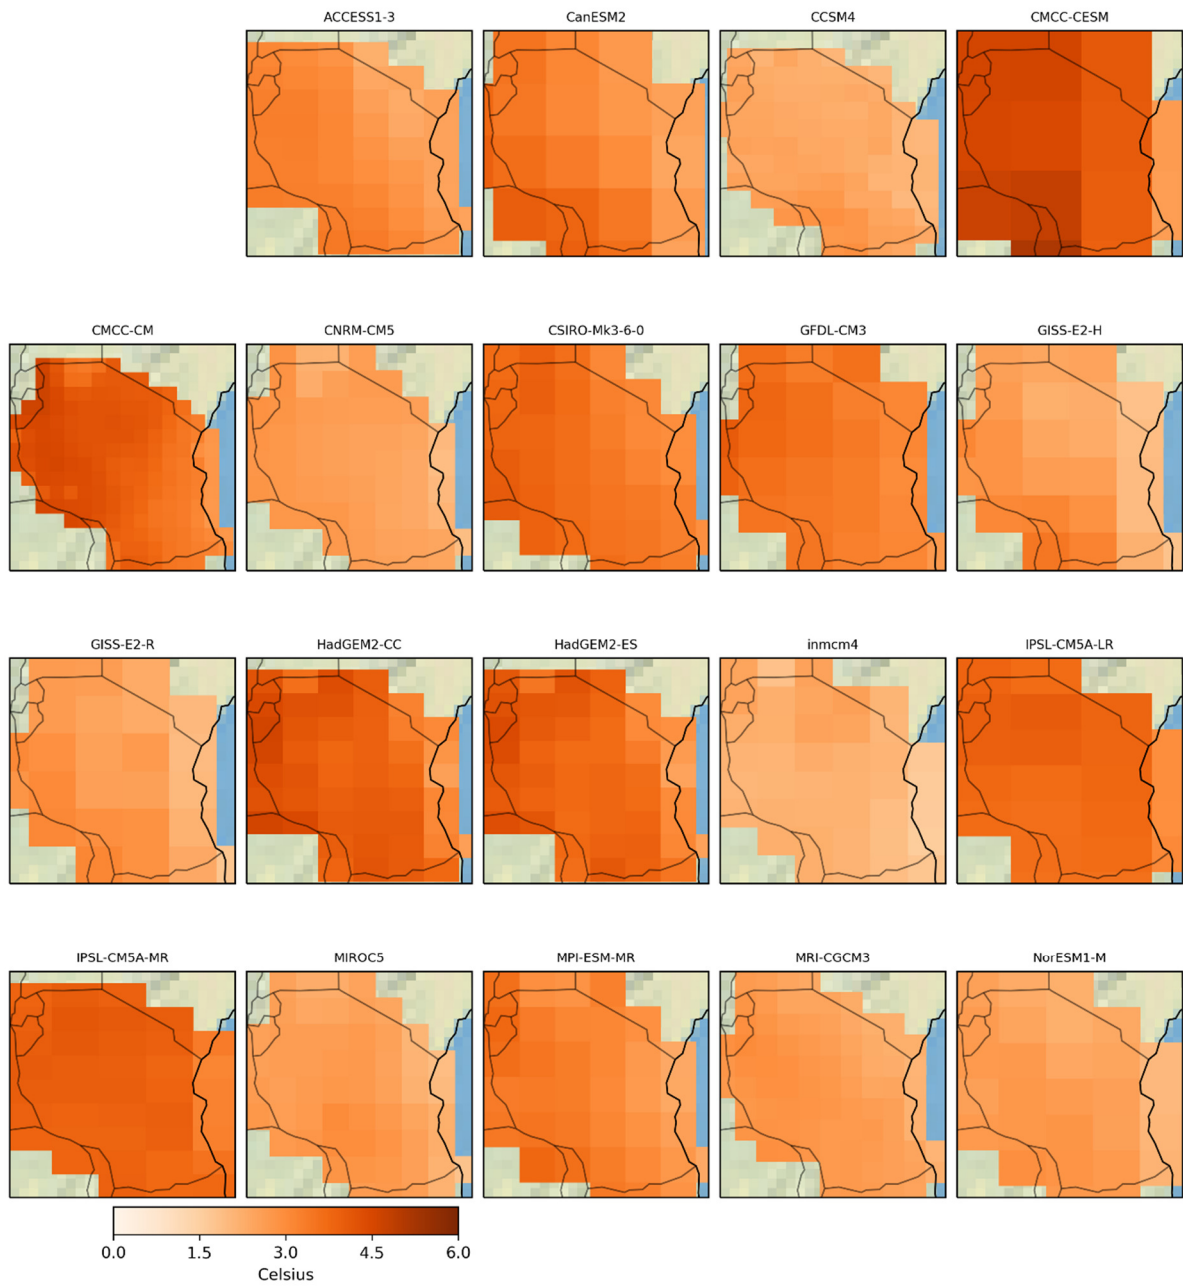 ACCESS1-3
CanESM2
CCSM4
CMCC-CESM
CMCC-CM
CNRM-CM5
CSIRO-Mk3-6-0
GFDL-CM3
GISS-E2-H
GISS-E2-R
HadGEM2-CC
HadGEM2-ES
inmcm4
IPSL-CM5A-LR
IPSL-CM5A-MR
MIROC5
MPI-ESM-MR
MRI-CGCM3
NorESM1-M
0.0 1.5 3.0 4.5 6.0
Celsius